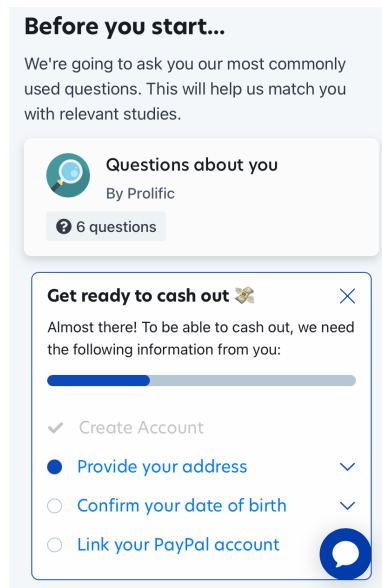 Before you start...
We're going to ask you our most commonly
used questions. This will help us match you
with relevant studies.
Questions about you
By Prolific
6 questions
Get ready to cash out 💸
Almost there! To be able to cash out, we need
the following information from you:
Create Account
Provide your address
Confirm your date of birth
Link your PayPal account